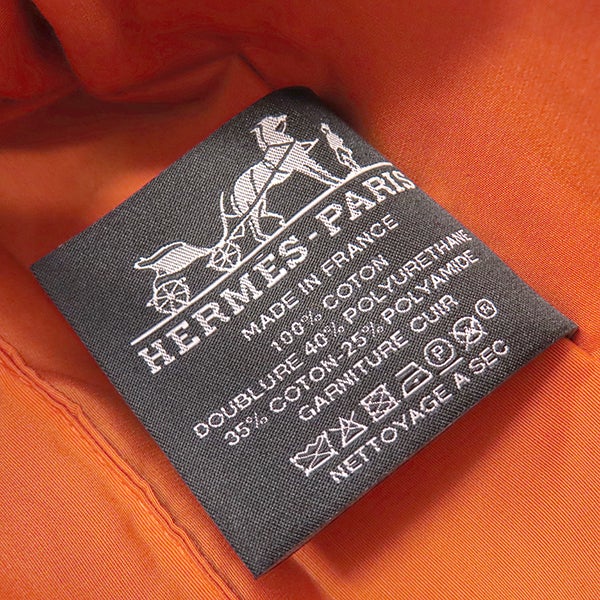 HERMES-PARIS
MADE IN FRANCE
100% COTON
DOUBLURE 40% POLYURETHANE
35% COTON-25% POLYAMIDE
GARNITURE CUIR
P ®
NETTOYAGE A SEC